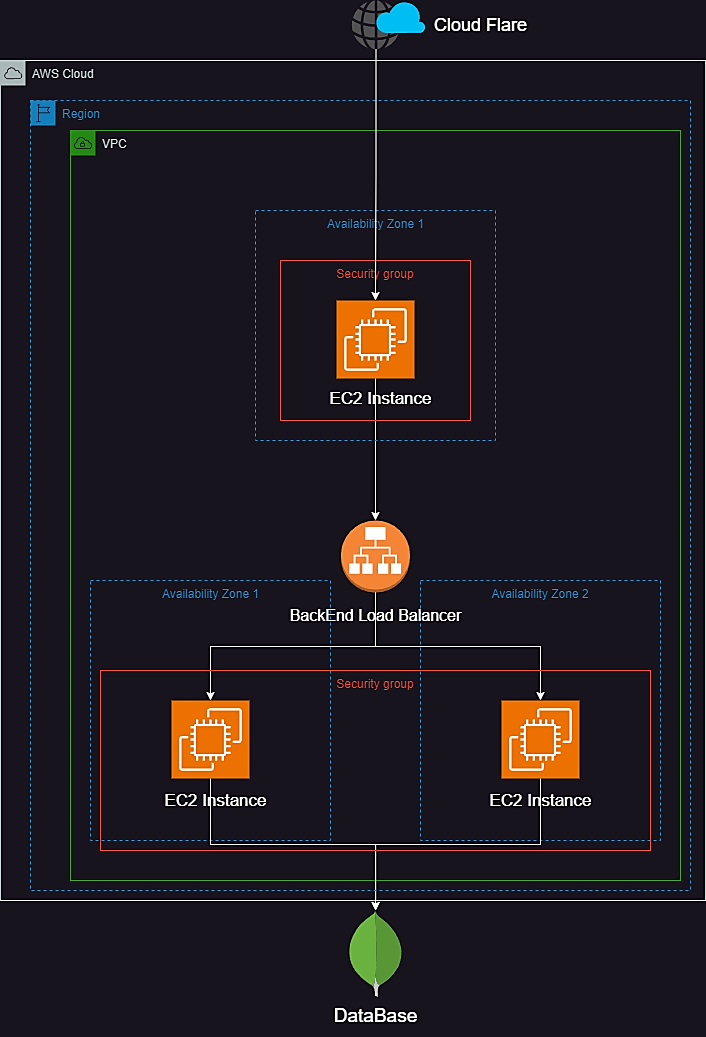 Cloud Flare
AWS Cloud
Region
VPC
Availability Zone 1
Security group
EC2 Instance
BackEnd Load Balancer
Availability Zone 1
Availability Zone 2
Security group
EC2 Instance
EC2 Instance
DataBase